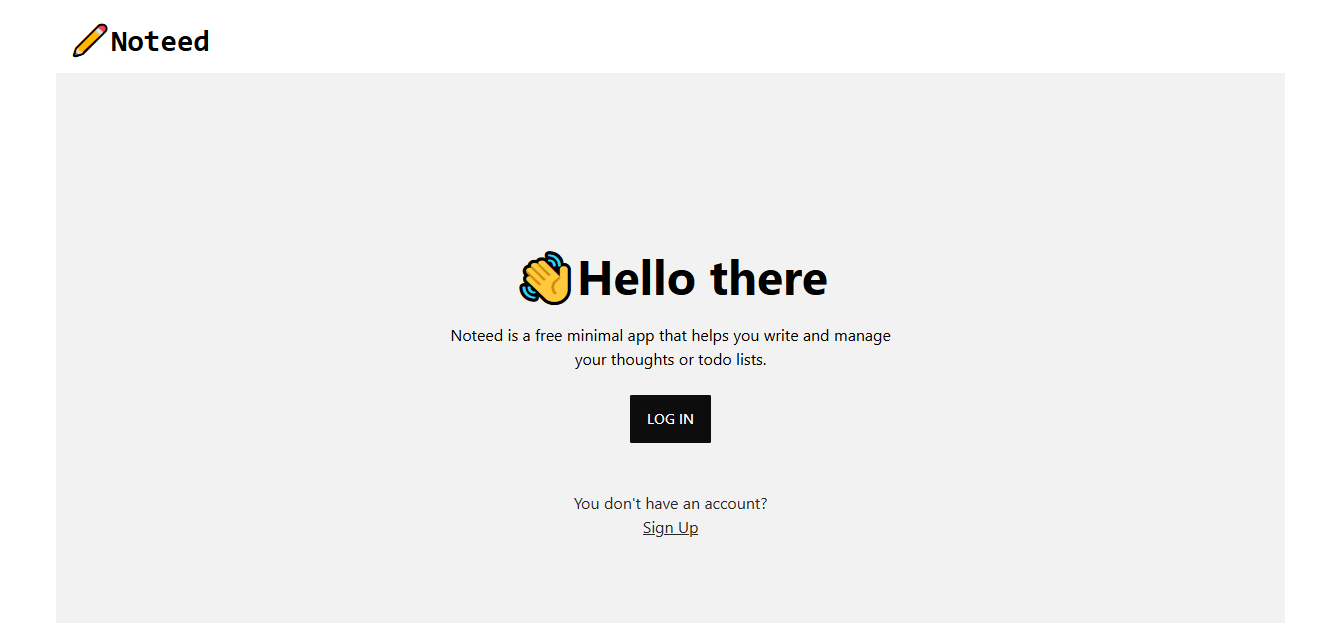 Noteed
Hello there
Noteed is a free minimal app that helps you write and manage
your thoughts or todo lists.
LOG IN
You don't have an account?
Sign Up